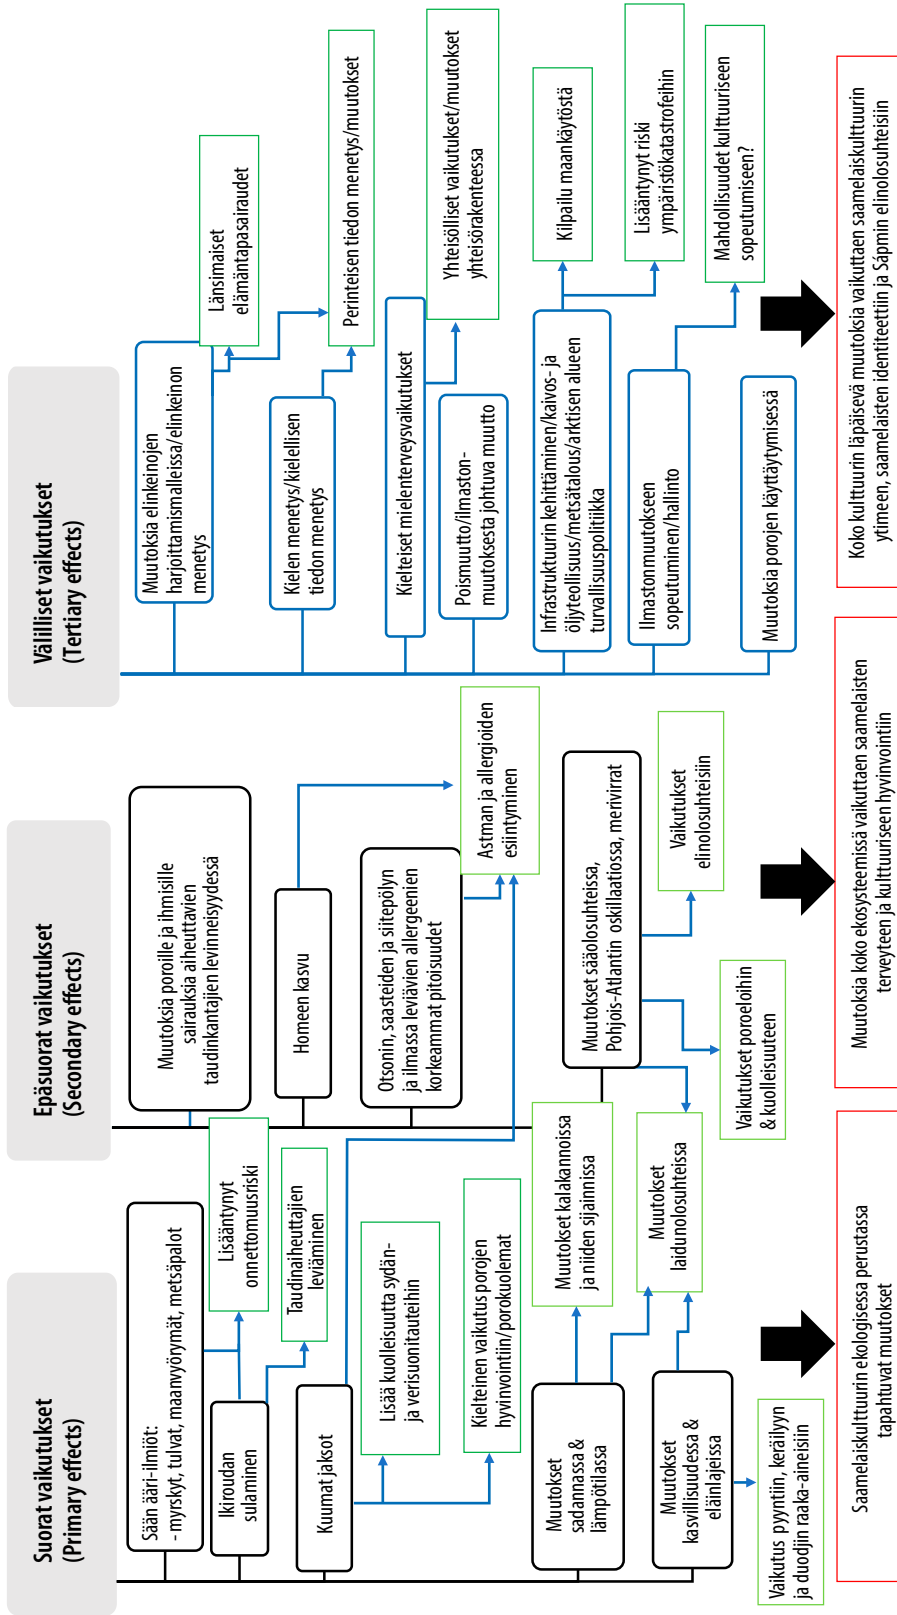 Suorat vaikutukset
(Primary effects)
Sään ääri-ilmiöt:
- myrskyt, tulvat, maanvyörymät, metsäpalot
Lisääntynyt
onnettomuusriski
Ikiroudan
sulaminen
Taudinaiheuttajien
leviäminen
Kuumat jaksot
Lisää kuolleisuutta sydän-
ja verisuonitauteihin
Kielteinen vaikutus porojen
hyvinvointiin/porokuolemat
Muutokset
sadannassa &
lämpötilassa
Muutokset kalakannoissa
ja niiden sijainnissa
Muutokset
laidunolosuhteissa
Muutokset
kasvillisuudessa &
eläinlajeissa
Vaikutus pyyntiin, keräilyyn
ja duodjin raaka-aineisiin
Saamelaiskulttuurin ekologisessa perustassa
tapahtuvat muutokset
Epäsuorat vaikutukset
(Secondary effects)
Muutoksia poroille ja ihmisille
sairauksia aiheuttavien
taudinkantajien levinneisyydessä
Homeen kasvu
Otsonin, saasteiden ja siitepölyn
ja ilmassa leviävien allergeenien
korkeammat pitoisuudet
Astman ja allergioiden
esiintyminen
Muutokset sääolosuhteissa,
Pohjois-Atlantin oskillaatiossa, merivirrat
Vaikutukset
elinolosuhteisiin
Vaikutukset poroeloihin
& kuolleisuuteen
Muutoksia koko ekosysteemissä vaikuttaen saamelaisten
terveyteen ja kulttuuriseen hyvinvointiin
Välilliset vaikutukset
(Tertiary effects)
Muutoksia elinkeinojen
harjoittamismalleissa/elinkeinon
menetys
Länsimaiset
elämäntapasairaudet
Kielen menetys/kielellisen
tiedon menetys
Perinteisen tiedon menetys/muutokset
Kielteiset mielenterveysvaikutukset
Yhteisölliset vaikutukset/muutokset
yhteisörakenteessa
Poismuutto/ilmaston-
muutoksesta johtuva muutto
Infrastruktuurin kehittäminen/kaivos- ja
öljyteollisuus/metsätalous/arktisen alueen
turvallisuuspolitiikka
Kilpailu maankäytöstä
Lisääntynyt riski
ympäristökatastrofeihin
Ilmastonmuutokseen
sopeutuminen/hallinto
Mahdollisuudet kulttuuriseen
sopeutumiseen?
Muutoksia porojen käyttäytymisessä
Koko kulttuurin läpäisevä muutoksia vaikuttaen saamelaiskulttuurin
ytimeen, saamelaisten identiteettiin ja Sápmin elinolosuhteisiin